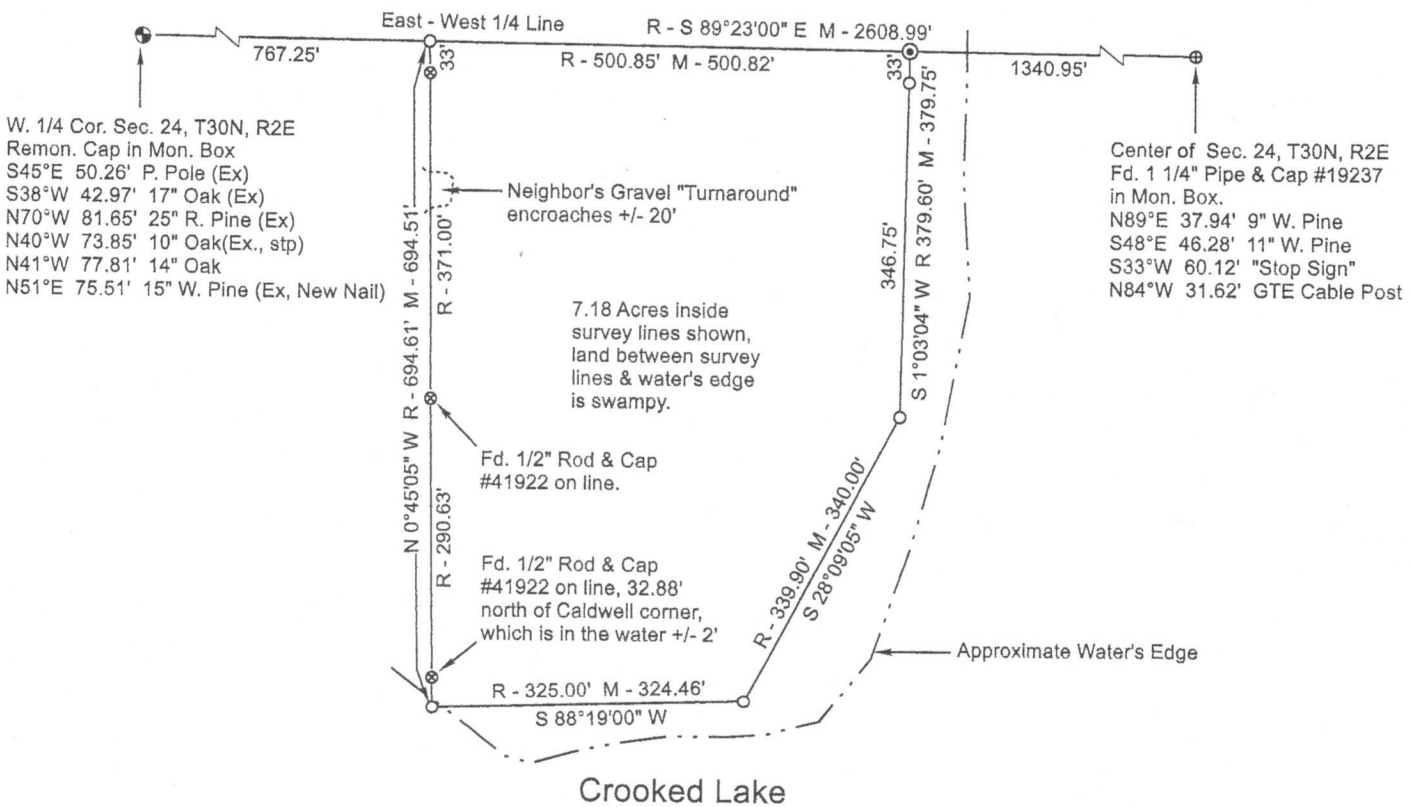 East - West 1/4 Line
R - S 89°23'00" E  M - 2608.99'
767.25'
33'
R - 500.85'  M - 500.82'
33'
1340.95'
W. 1/4 Cor. Sec. 24, T30N, R2E
Remon. Cap in Mon. Box
S45°E  50.26'  P. Pole (Ex)
S38°W  42.97'  17" Oak (Ex)
N70°W  81.65'  25" R. Pine (Ex)
N40°W  73.85'  10" Oak(Ex., stp)
N41°W  77.81'  14" Oak
N51°E  75.51'  15" W. Pine (Ex, New Nail)
Center of  Sec. 24, T30N, R2E
Fd. 1 1/4" Pipe & Cap #19237
in Mon. Box.
N89°E  37.94'  9" W. Pine
S48°E  46.28'  11" W. Pine
S33°W  60.12'  "Stop Sign"
N84°W  31.62'  GTE Cable Post
Neighbor's Gravel "Turnaround"
encroaches +/- 20'
N 0°45'05" W  R - 694.61'  M - 694.51'
R - 371.00'
346.75'
S 1°03'04" W  R 379.60'  M - 379.75'
7.18 Acres inside
survey lines shown,
land between survey
lines & water's edge
is swampy.
Fd. 1/2" Rod & Cap
#41922 on line.
R - 290.63'
Fd. 1/2" Rod & Cap
#41922 on line, 32.88'
north of Caldwell corner,
which is in the water +/- 2'
R - 339.90'  M - 340.00'
S 28°09'05" W
Approximate Water's Edge
R - 325.00'  M - 324.46'
S 88°19'00" W
Crooked Lake